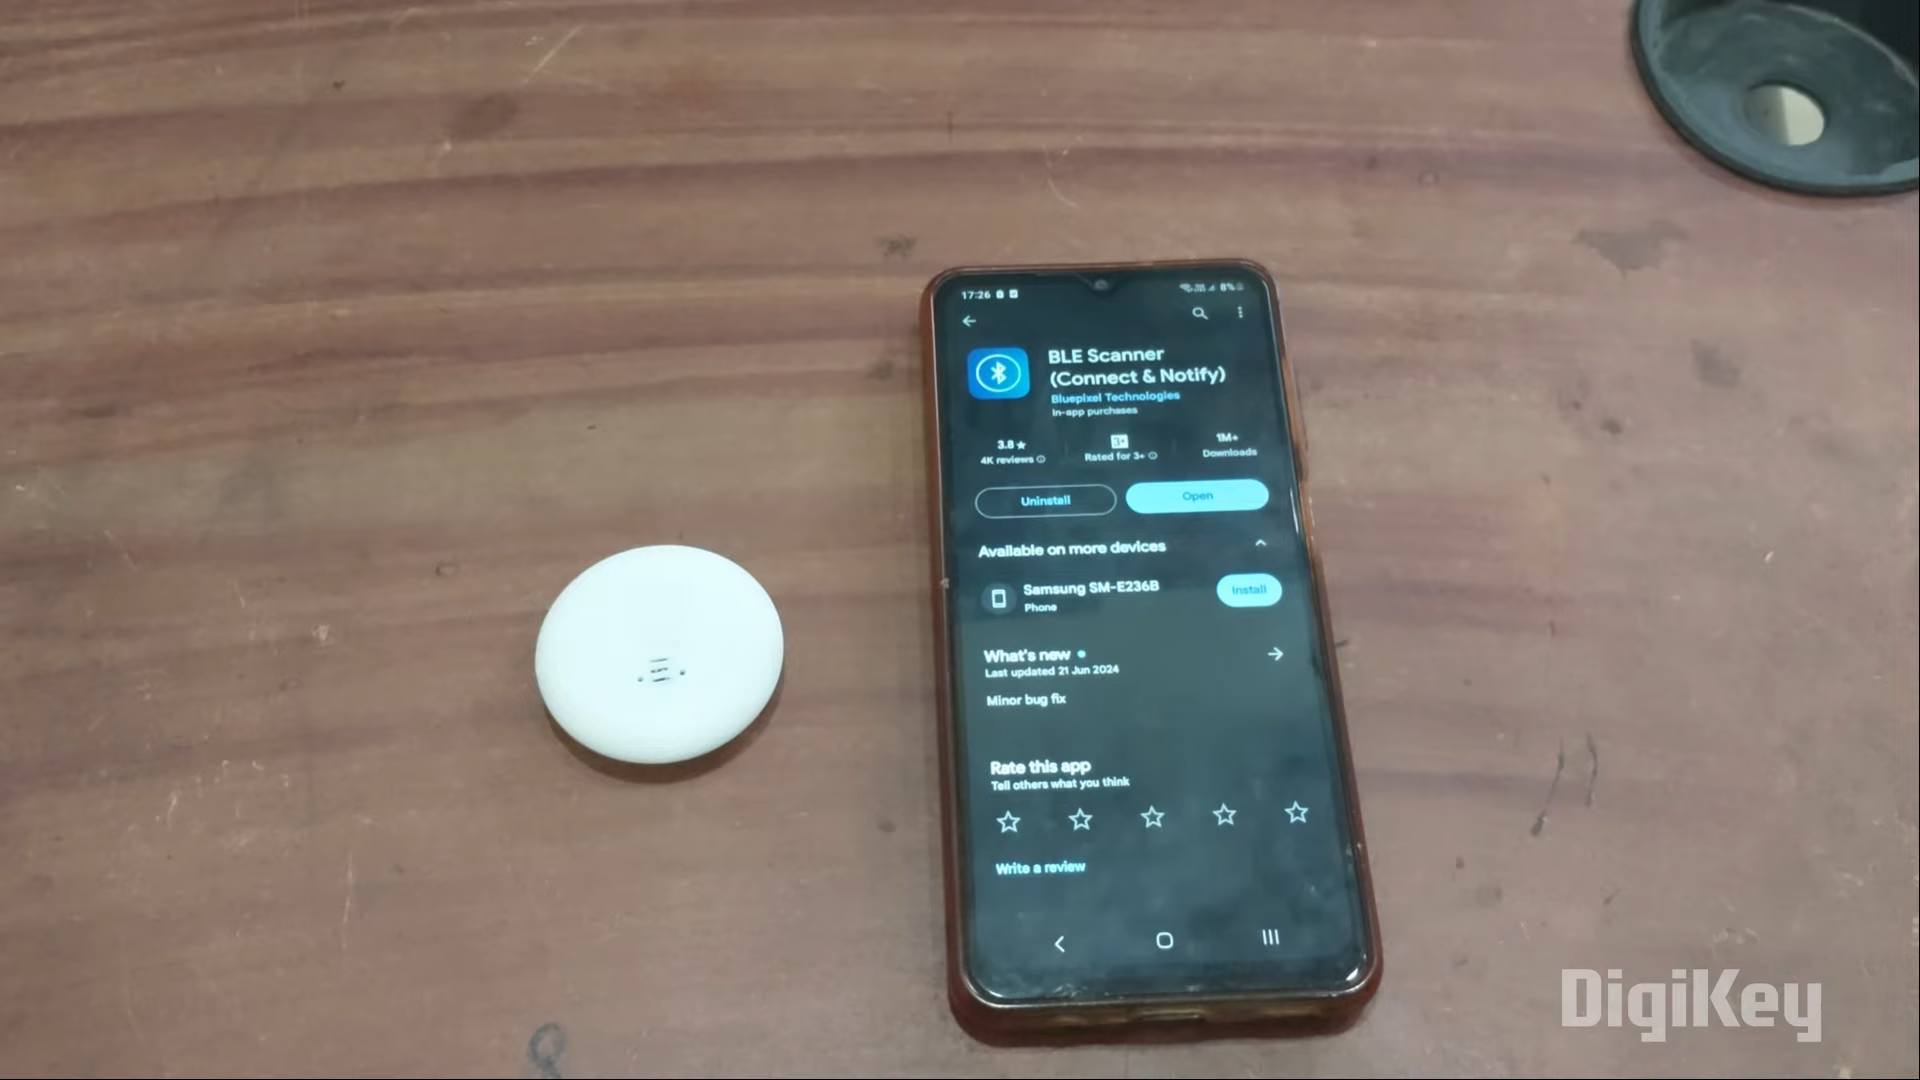 17:26
8%
BLE Scanner
(Connect & Notify)
Bluepixel Technologies
In-app purchases
3.8★
4K reviews
3+
Rated for 3+
1M+
Downloads
Uninstall
Open
Available on more devices
Samsung SM-E236B
Phone
Install
What's new
Last updated 21 Jun 2024
Minor bug fix
Rate this app
Tell others what you think
Write a review
DigiKey